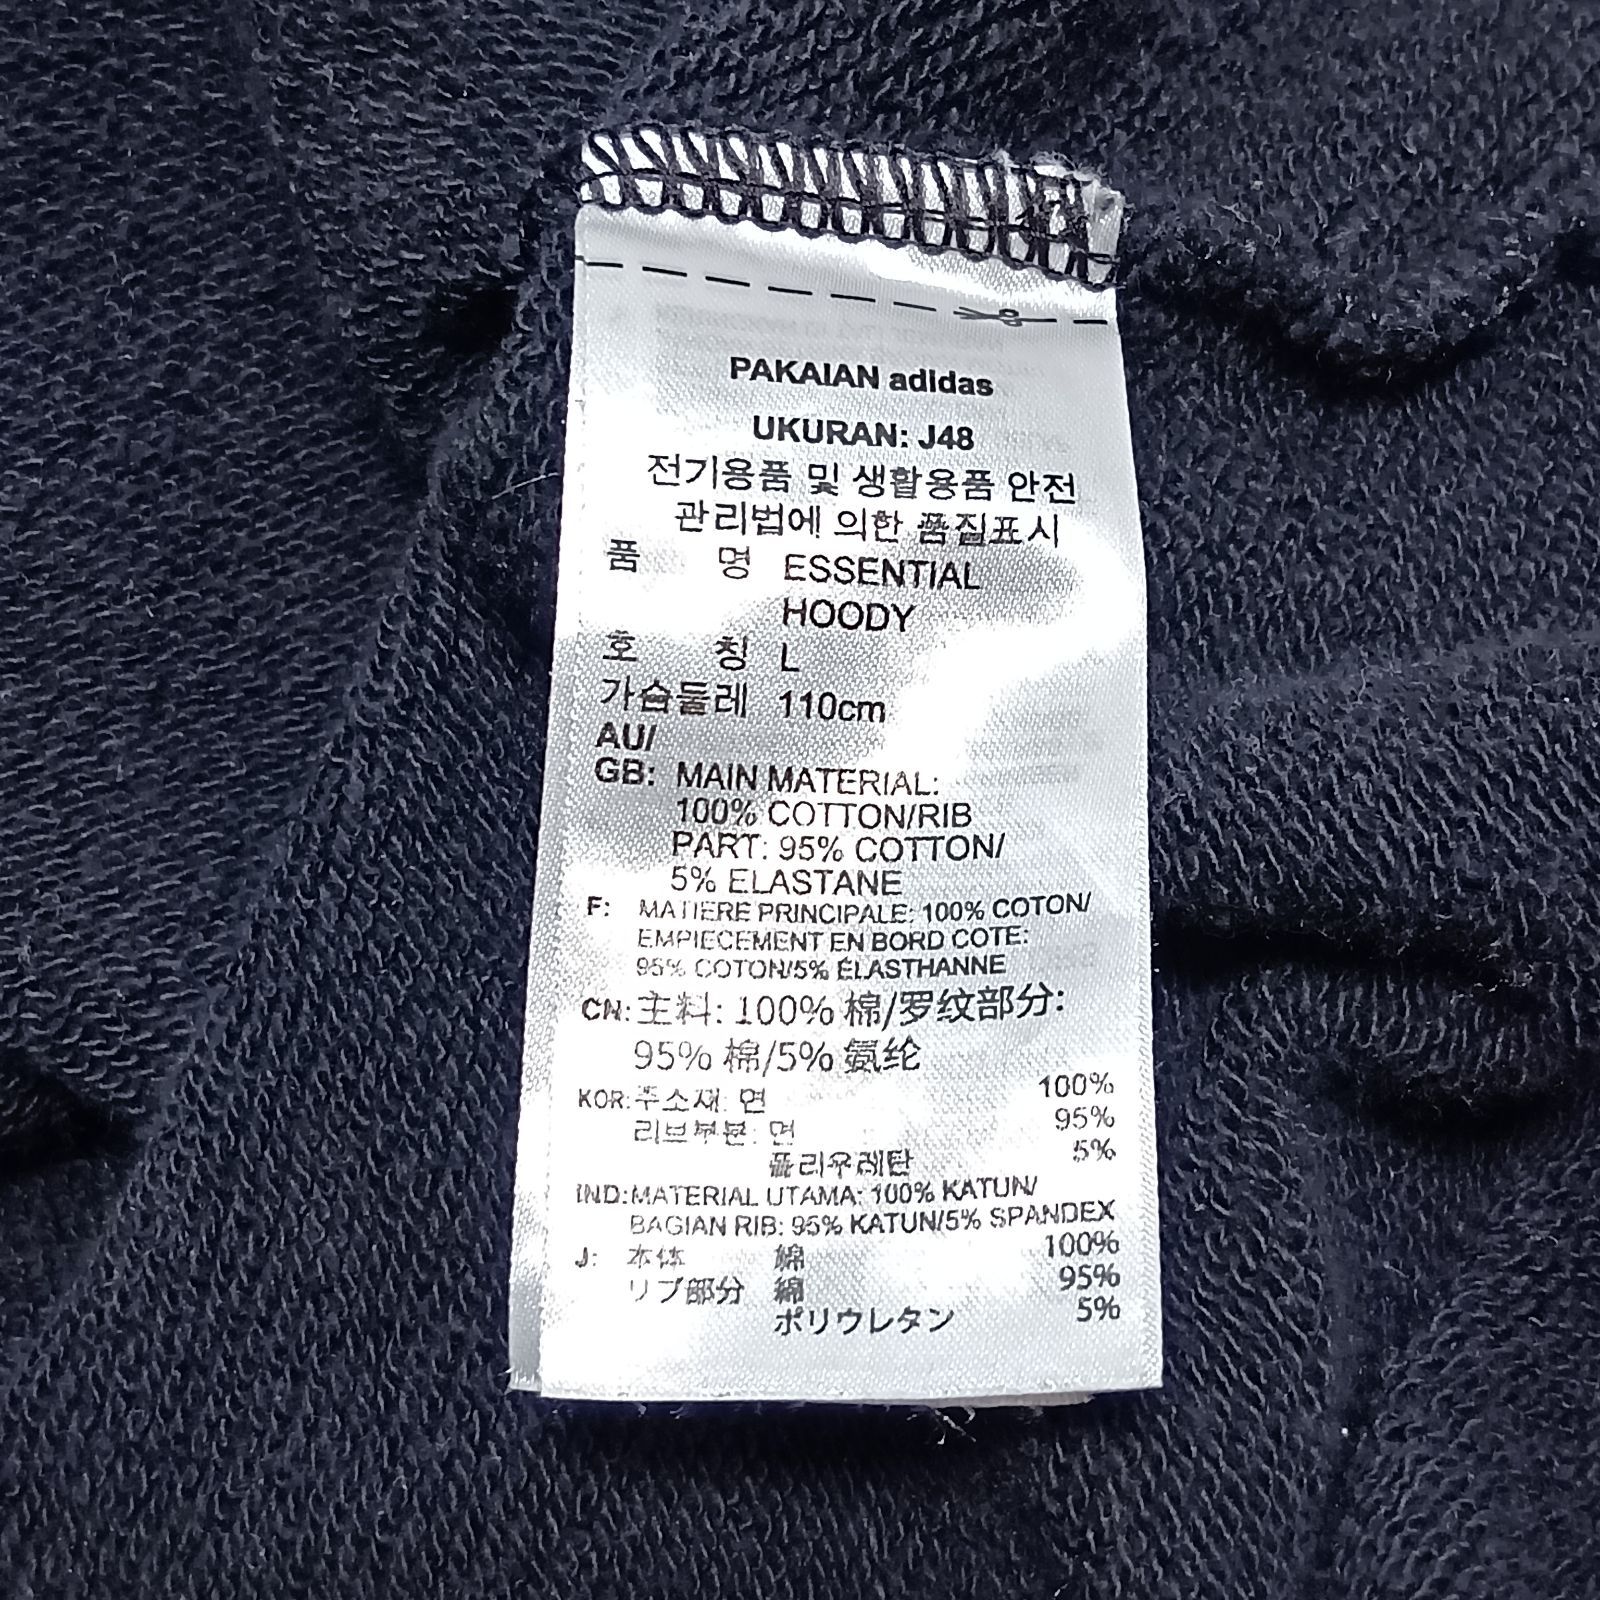 PAKAIAN adidas
UKURAN: J48
전기용품 및 생활용품 안전
관리법에 의한 품질표시
품 명 ESSENTIAL
HOODY
호 칭 L
가슴둘레 110cm
AU/
GB: MAIN MATERIAL:
100% COTTON/RIB
PART: 95% COTTON/
5% ELASTANE
F: MATIERE PRINCIPALE: 100% COTON/
EMPIECEMENT EN BORD COTE:
95% COTON/5% ÉLASTHANNE
CN: 主料: 100% 棉/罗纹部分:
95% 棉/5% 氨纶
KOR: 주소재: 면 100%
리브부분: 면 95%
폴리우레탄 5%
IND: MATERIAL UTAMA: 100% KATUN/
BAGIAN RIB: 95% KATUN/5% SPANDEX
J: 本体 綿 100%
リブ部分 綿 95%
ポリウレタン 5%